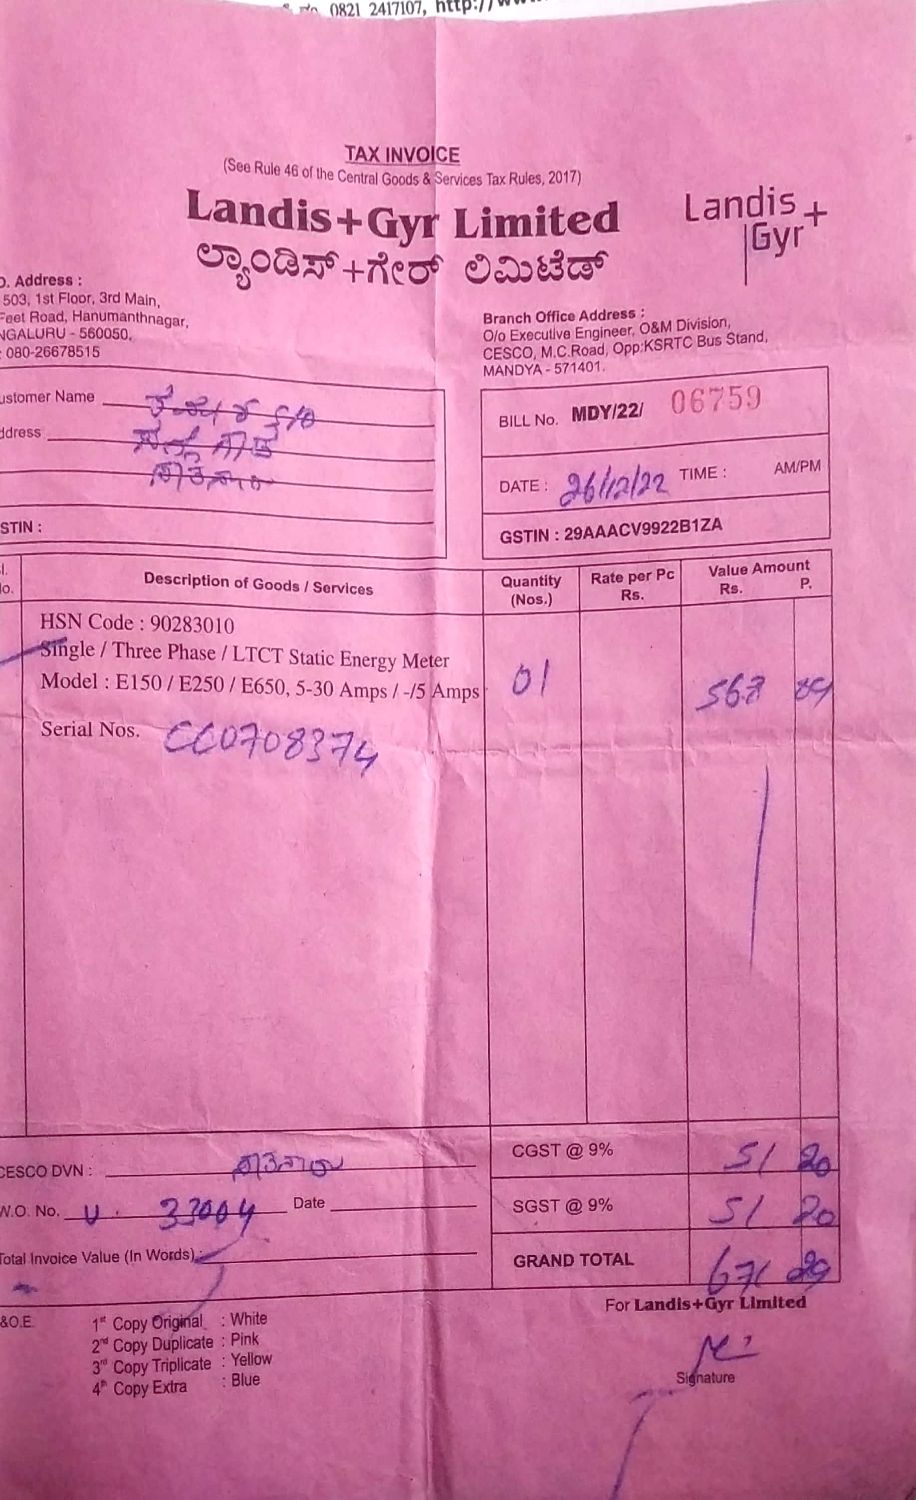 0821 2417107, http://
TAX INVOICE
(See Rule 46 of the Central Goods & Services Tax Rules, 2017)
Landis+Gyr Limited
ಲ್ಯಾಂಡಿಸ್+ಗೇರ್ ಲಿಮಿಟೆಡ್
Landis
Gyr+
o. Address :
503, 1st Floor, 3rd Main,
Feet Road, Hanumanthnagar,
NGALURU - 560050,
: 080-26678515
Branch Office Address :
O/o Executive Engineer, O&M Division,
CESCO, M.C.Road, Opp:KSRTC Bus Stand,
MANDYA - 571401.
ustomer Name
ddress
STIN :
BILL No. MDY/22/ 06759
DATE : 26/12/22 TIME : AM/PM
GSTIN : 29AAACV9922B1ZA
l. Description of Goods / Services Quantity Rate per Pc Value Amount
lo. (Nos.) Rs. Rs. P.
HSN Code : 90283010
Single / Three Phase / LTCT Static Energy Meter
Model : E150 / E250 / E650, 5-30 Amps / -/5 Amps 01 568 89
Serial Nos. CC0708374
CESCO DVN :
CGST @ 9% 51 20
W.O. No. 33004 Date
SGST @ 9% 51 20
Total Invoice Value (In Words) :
GRAND TOTAL 671 29
&O.E.
For Landis+Gyr Limited
1st Copy Original : White
2nd Copy Duplicate : Pink
3rd Copy Triplicate : Yellow
4th Copy Extra : Blue
Signature